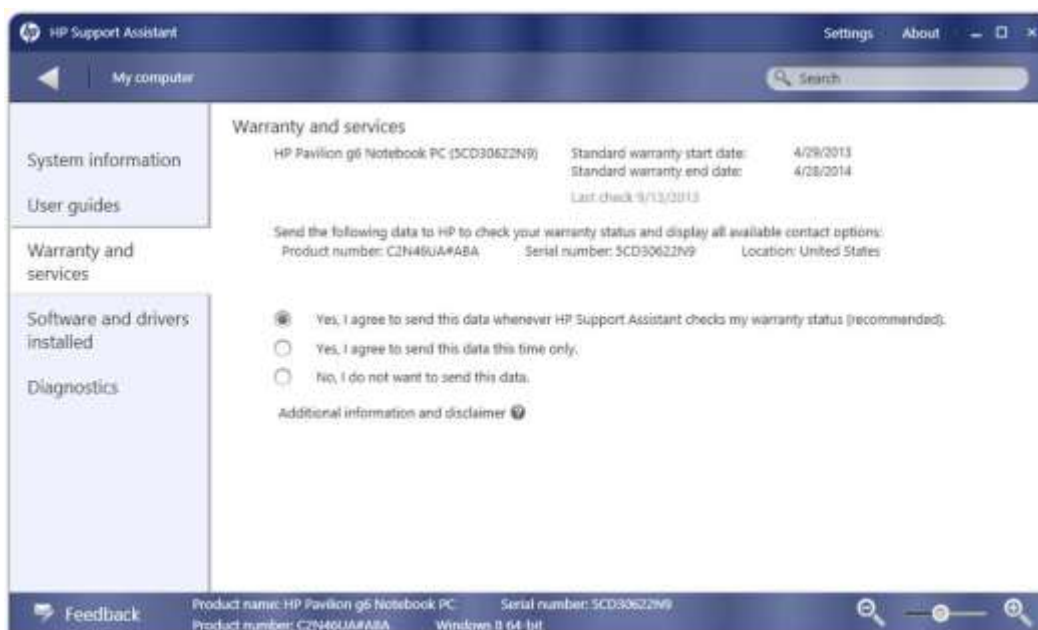 hp HP Support Assistant Settings About
My computer Search
Warranty and services
HP Pavilion g6 Notebook PC (5CD30622N9) Standard warranty start date: 4/29/2013
Standard warranty end date: 4/28/2014
Last check 9/13/2013
Send the following data to HP to check your warranty status and display all available contact options:
Product number: C2N46UA#ABA Serial number: 5CD30622N9 Location: United States
Yes, I agree to send this data whenever HP Support Assistant checks my warranty status (recommended).
Yes, I agree to send this data this time only.
No, I do not want to send this data.
Additional information and disclaimer ?
System information
User guides
Warranty and
services
Software and drivers
installed
Diagnostics
Feedback
Product name: HP Pavilion g6 Notebook PC Serial number: 5CD30622N9
Product number: C2N46UA#ABA Windows 8 64-bit